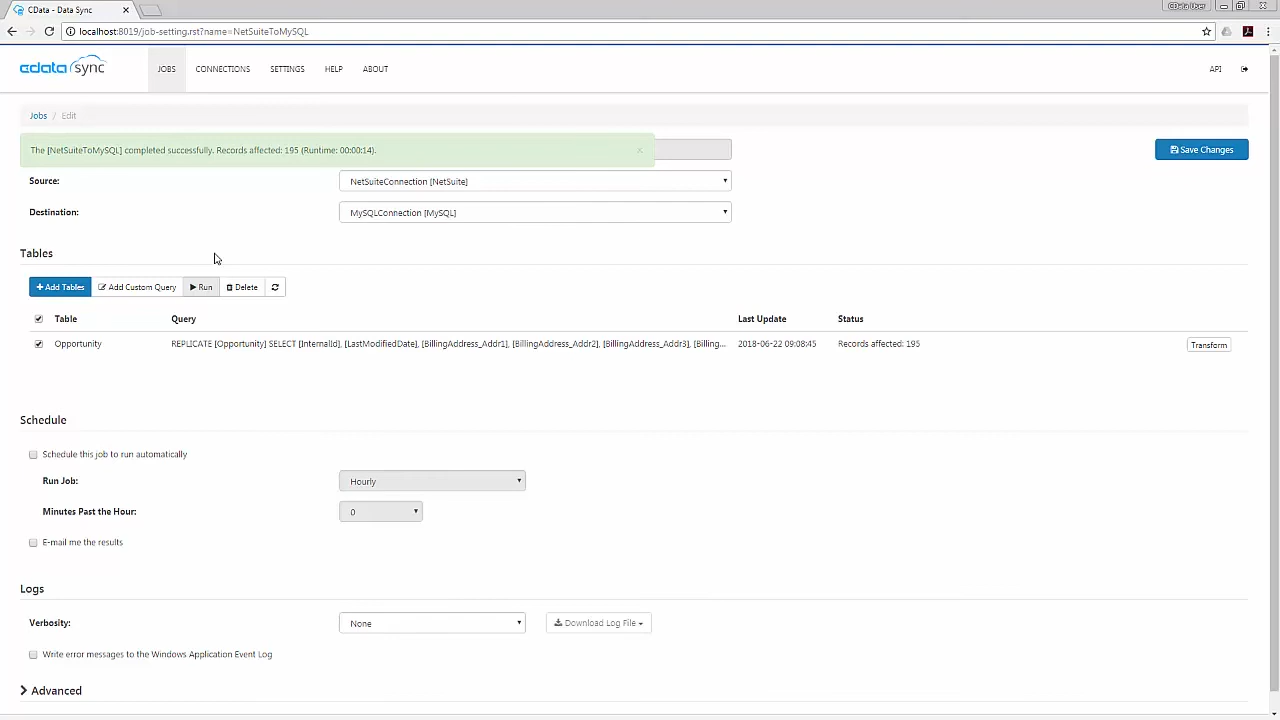 CData - Data Sync
CData User
localhost:8019/job-setting.rst?name=NetSuiteToMySQL
cdata sync
JOBS CONNECTIONS SETTINGS HELP ABOUT API
Jobs / Edit
The [NetSuiteToMySQL] completed successfully. Records affected: 195 (Runtime: 00:00:14). x
Save Changes
Source: NetSuiteConnection [NetSuite]
Destination: MySQLConnection [MySQL]
Tables
Add Tables Add Custom Query Run Delete
Table Query Last Update Status
Opportunity REPLICATE [Opportunity] SELECT [InternalId], [LastModifiedDate], [BillingAddress_Addr1], [BillingAddress_Addr2], [BillingAddress_Addr3], [Billing... 2018-06-22 09:08:45 Records affected: 195 Transform
Schedule
Schedule this job to run automatically
Run Job: Hourly
Minutes Past the Hour: 0
E-mail me the results
Logs
Verbosity: None Download Log File
Write error messages to the Windows Application Event Log
Advanced